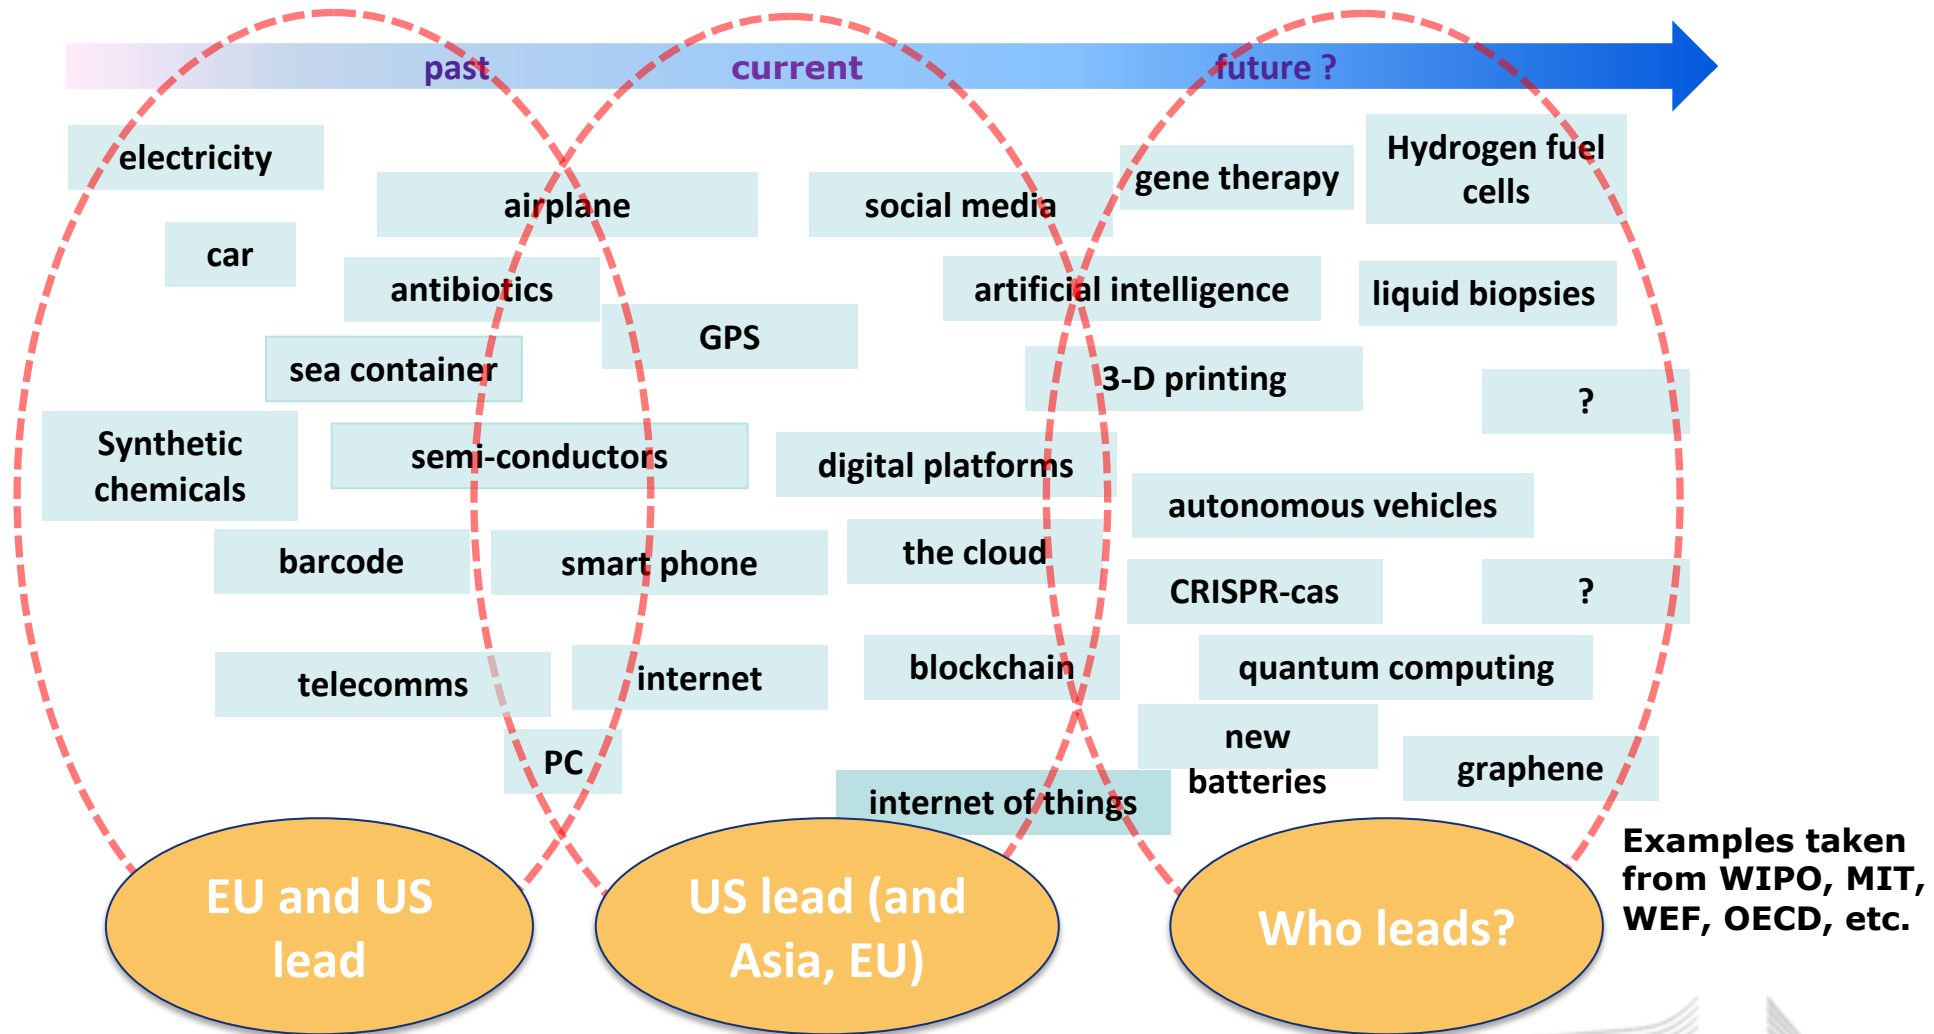 past
current
future ?
electricity
airplane
social media
gene therapy
Hydrogen fuel
cells
car
antibiotics
artificial intelligence
liquid biopsies
GPS
sea container
3-D printing
?
Synthetic
chemicals
semi-conductors
digital platforms
autonomous vehicles
barcode
smart phone
the cloud
CRISPR-cas
?
telecomms
internet
blockchain
quantum computing
PC
internet of things
new
batteries
graphene
EU and US
lead
US lead (and
Asia, EU)
Who leads?
Examples taken
from WIPO, MIT,
WEF, OECD, etc.